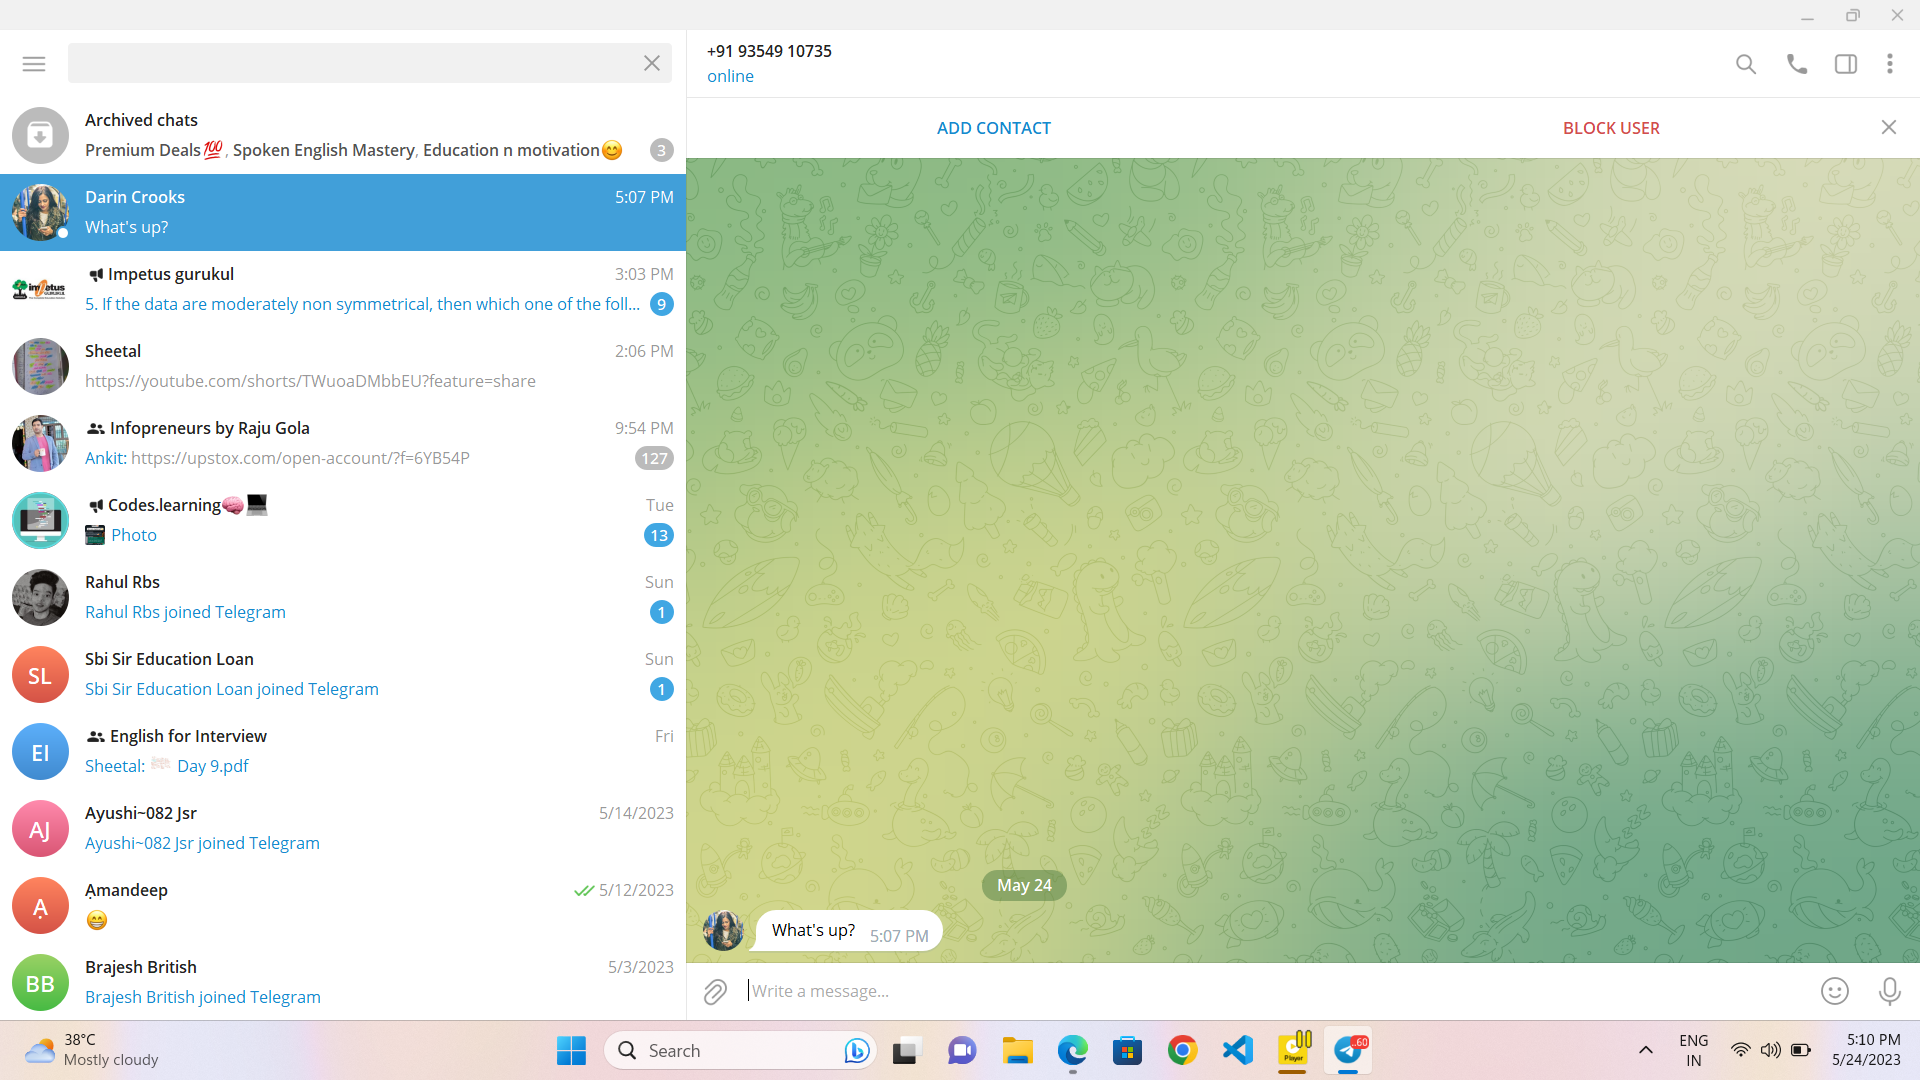 +91 93549 10735
online
ADD CONTACT
BLOCK USER
Archived chats
Premium Deals💯, Spoken English Mastery, Education n motivation😊 3
Darin Crooks 5:07 PM
What's up?
Impetus gurukul 3:03 PM
5. If the data are moderately non symmetrical, then which one of the foll... 9
Sheetal 2:06 PM
https://youtube.com/shorts/TWuoaDMbbEU?feature=share
Infopreneurs by Raju Gola 9:54 PM
Ankit: https://upstox.com/open-account/?f=6YB54P 127
Codes.learning🧠💻 Tue
Photo 13
Rahul Rbs Sun
Rahul Rbs joined Telegram 1
SL
Sbi Sir Education Loan Sun
Sbi Sir Education Loan joined Telegram 1
EI
English for Interview Fri
Sheetal: Day 9.pdf
AJ
Ayushi~082 Jsr 5/14/2023
Ayushi~082 Jsr joined Telegram
Ạ
Ạmandeep 5/12/2023
😁
BB
Brajesh British 5/3/2023
Brajesh British joined Telegram
May 24
What's up? 5:07 PM
Write a message...
38°C
Mostly cloudy
Search
Player
60
ENG
IN
5:10 PM
5/24/2023